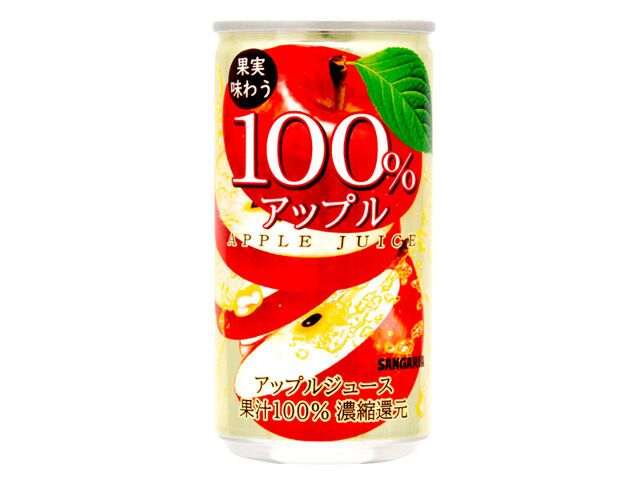 果実
味わう
100%
アップル
APPLE JUICE
SANGARIA
アップルジュース
果汁100% 濃縮還元